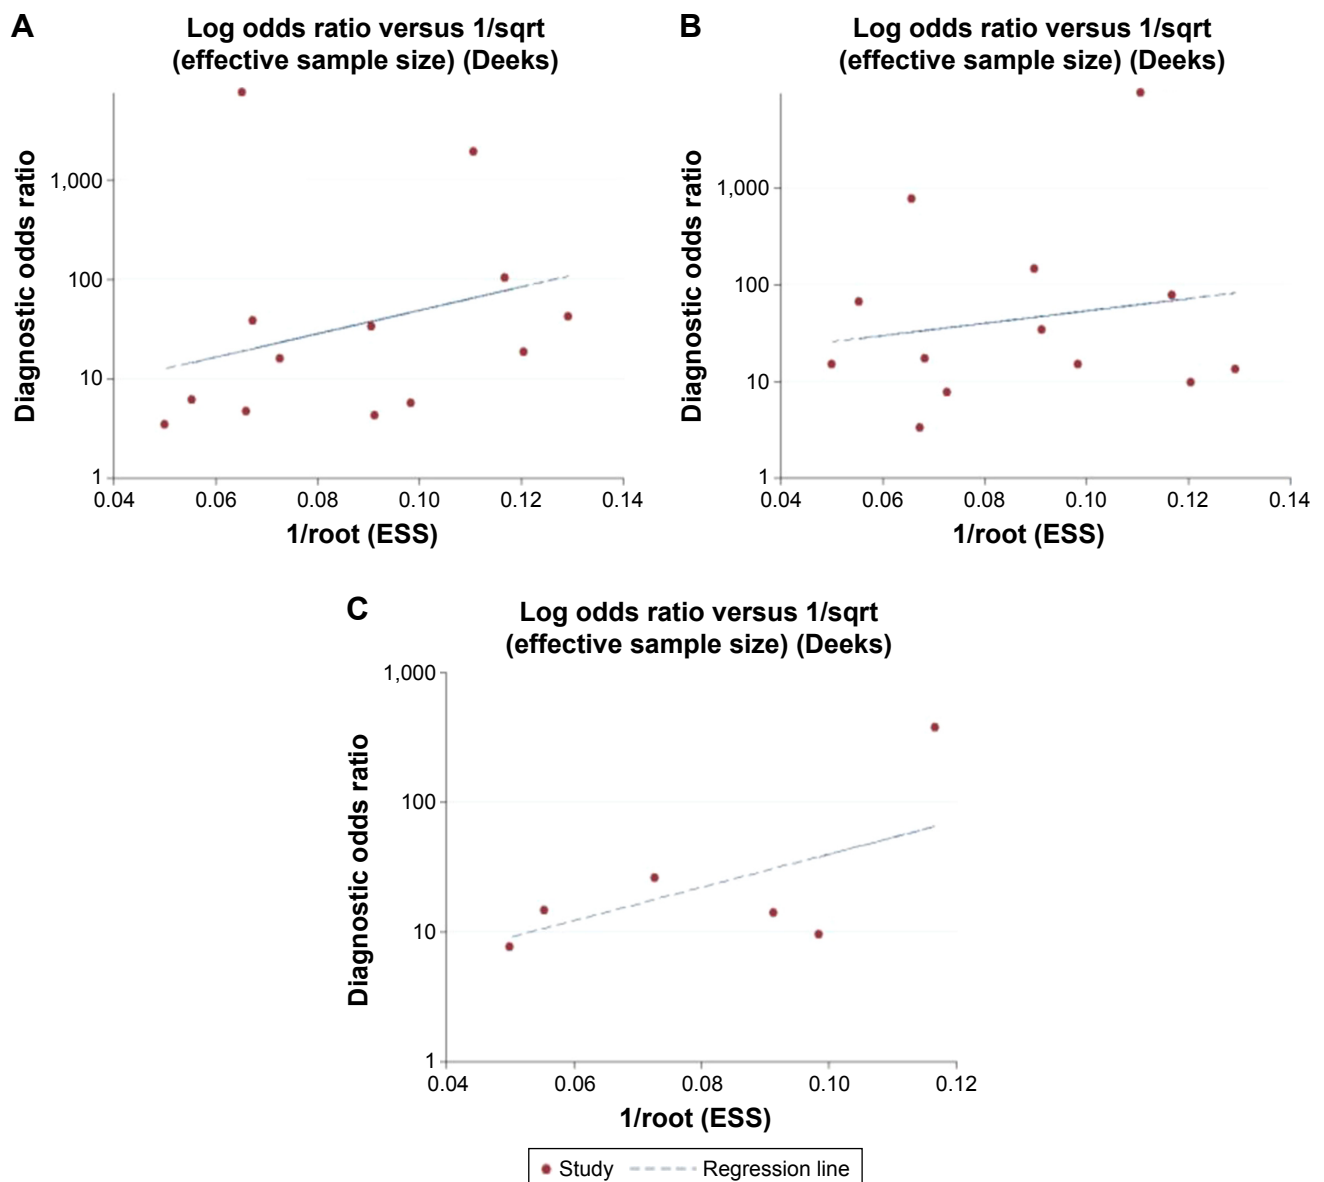 A
Log odds ratio versus 1/sqrt
(effective sample size) (Deeks)
Diagnostic odds ratio
1,000
100
10
1
0.04 0.06 0.08 0.10 0.12 0.14
1/root (ESS)
B
Log odds ratio versus 1/sqrt
(effective sample size) (Deeks)
Diagnostic odds ratio
1,000
100
10
1
0.04 0.06 0.08 0.10 0.12 0.14
1/root (ESS)
C
Log odds ratio versus 1/sqrt
(effective sample size) (Deeks)
Diagnostic odds ratio
1,000
100
10
1
0.04 0.06 0.08 0.10 0.12
1/root (ESS)
Study Regression line